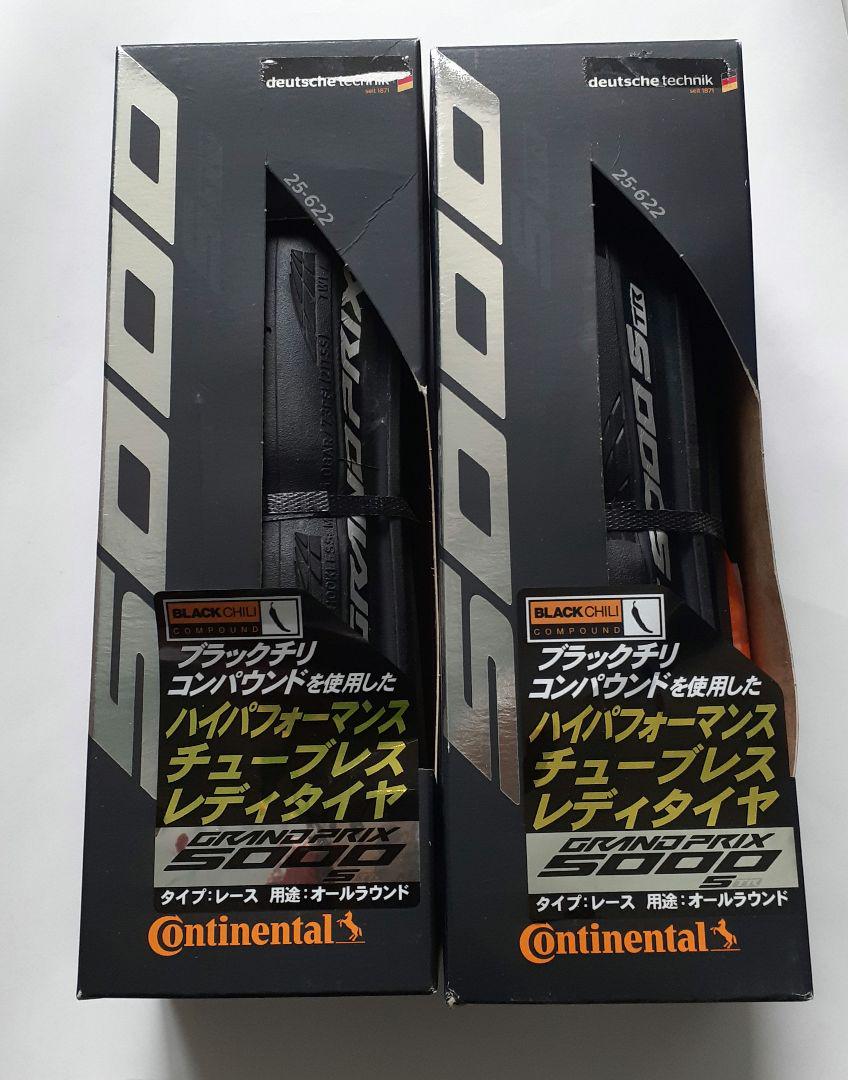 deutsche technik
seit 1871
5000
25-622
TWI
GRAND PRIX
BLACK CHILI
COMPOUND
ブラックチリ
コンパウンドを使用した
ハイパフォーマンス
チューブレス
レディタイヤ
GRAND PRIX
5000
S TR
タイプ:レース 用途:オールラウンド
Continental
deutsche technik
seit 1871
5000
25-622
5000 S TR
BLACK CHILI
COMPOUND
ブラックチリ
コンパウンドを使用した
ハイパフォーマンス
チューブレス
レディタイヤ
GRAND PRIX
5000
S TR
タイプ:レース 用途:オールラウンド
Continental